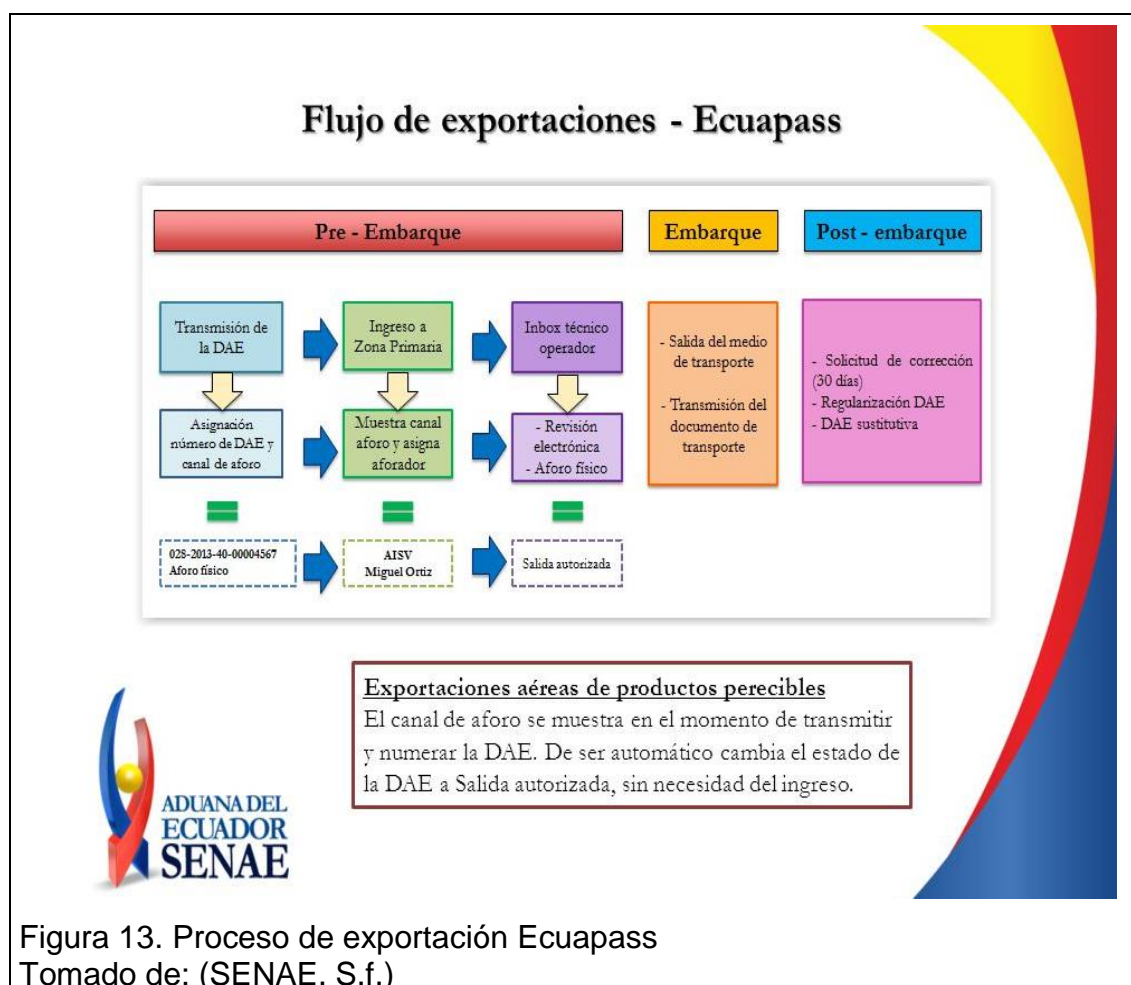 Flujo de exportaciones - Ecuapass
Pre - Embarque
Embarque
Post - embarque
Transmisión de
la DAE
Ingreso a
Zona Primaria
Inbox técnico
operador
Asignación
número de DAE y
canal de aforo
Muestra canal
aforo y asigna
aforador
- Revisión
electrónica
- Aforo físico
028-2013-40-00004567
Aforo físico
AISV
Miguel Ortiz
Salida autorizada
- Salida del medio
de transporte
- Transmisión del
documento de
transporte
- Solicitud de corrección
(30 días)
- Regularización DAE
- DAE sustitutiva
Exportaciones aéreas de productos perecibles
El canal de aforo se muestra en el momento de transmitir
y numerar la DAE. De ser automático cambia el estado de
la DAE a Salida autorizada, sin necesidad del ingreso.
ADUANA DEL
ECUADOR
SENAE
Figura 13. Proceso de exportación Ecuapass
Tomado de: (SENAE, S.f.)